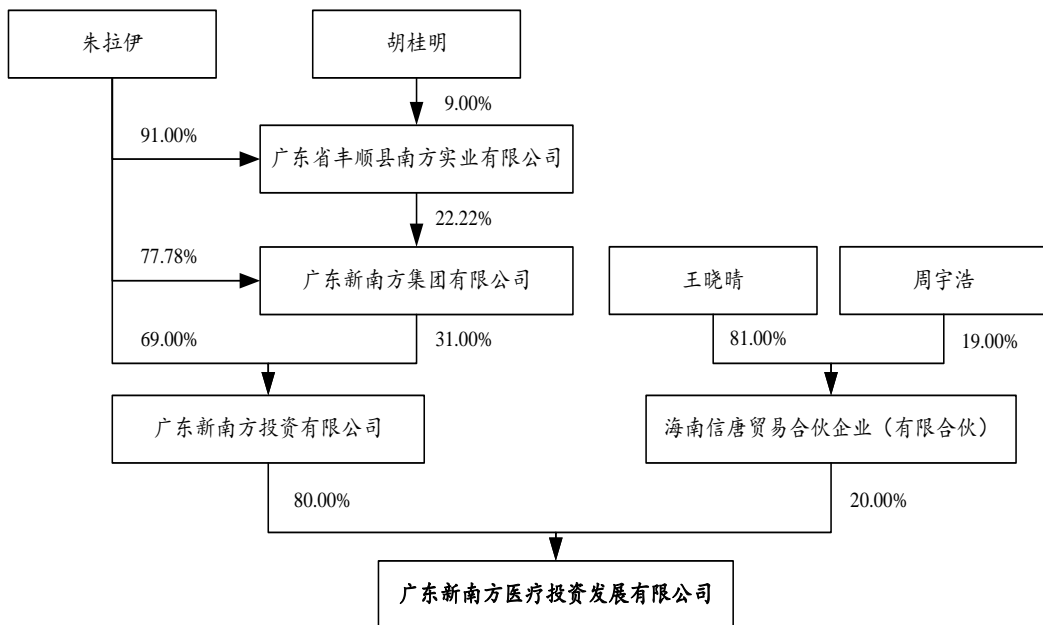 朱拉伊
胡桂明
9.00%
91.00%
广东省丰顺县南方实业有限公司
22.22%
77.78%
广东新南方集团有限公司
王晓晴
周宇浩
69.00%
31.00%
81.00%
19.00%
广东新南方投资有限公司
海南信唐贸易合伙企业（有限合伙）
80.00%
20.00%
广东新南方医疗投资发展有限公司